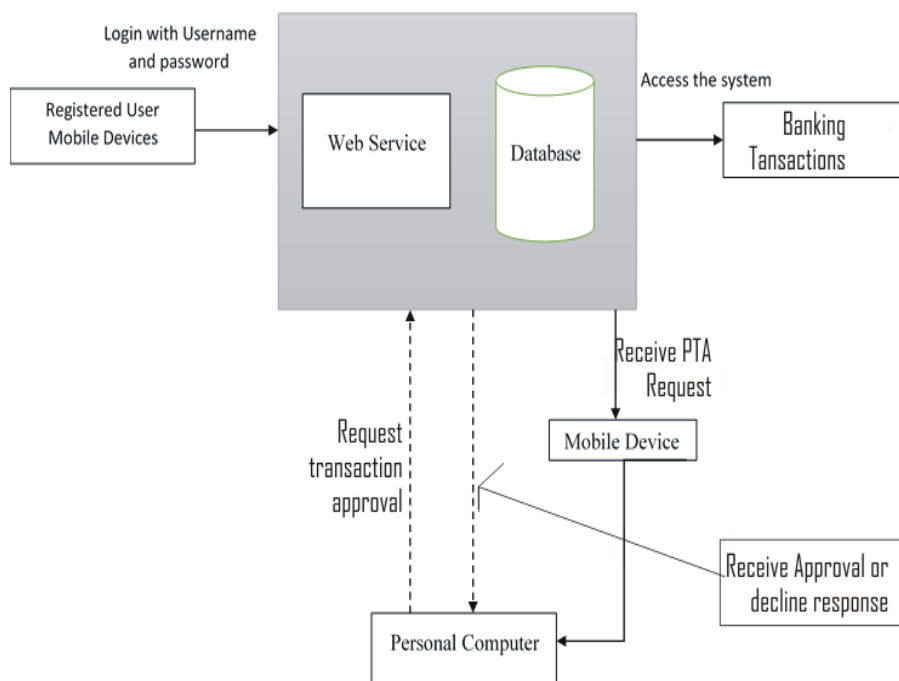 Login with Username
and password
Registered User
Mobile Devices
Web Service
Database
Access the system
Banking
Tansactions
Receive PTA
Request
Mobile Device
Request
transaction
approval
Receive Approval or
decline response
Personal Computer